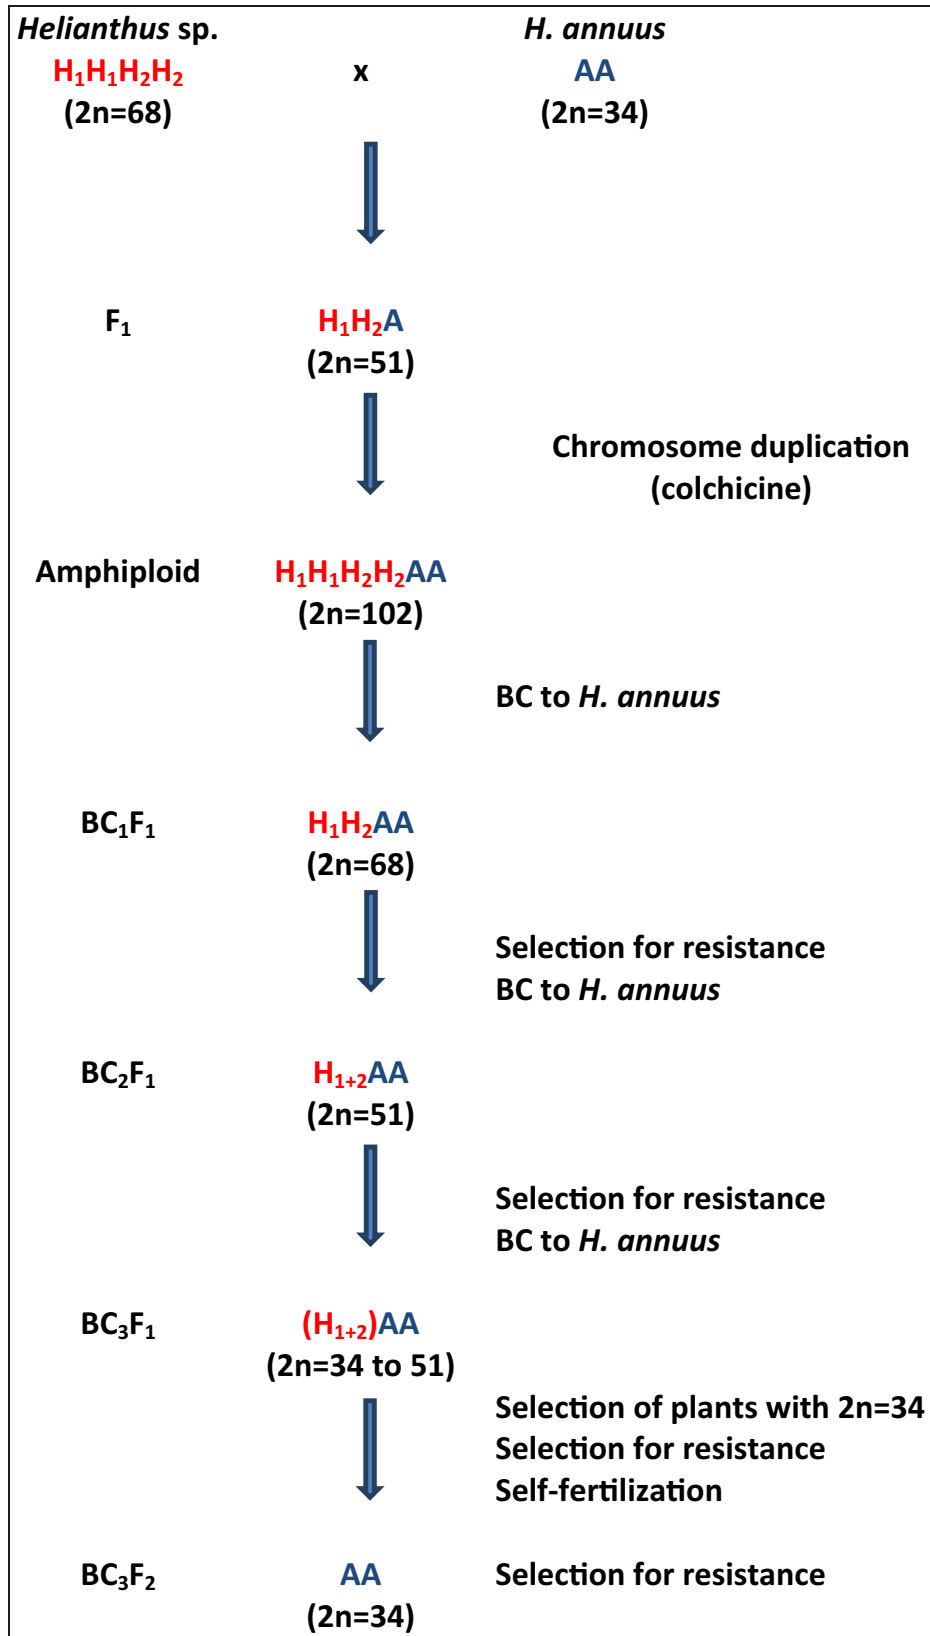 Helianthus sp. H. annuus
H₁H₁H₂H₂ x AA
(2n=68) (2n=34)
F₁ H₁H₂A
(2n=51)
Chromosome duplication
(colchicine)
Amphiploid H₁H₁H₂H₂AA
(2n=102)
BC to H. annuus
BC₁F₁ H₁H₂AA
(2n=68)
Selection for resistance
BC to H. annuus
BC₂F₁ H₁₊₂AA
(2n=51)
Selection for resistance
BC to H. annuus
BC₃F₁ (H₁₊₂)AA
(2n=34 to 51)
Selection of plants with 2n=34
Selection for resistance
Self-fertilization
BC₃F₂ AA Selection for resistance
(2n=34)